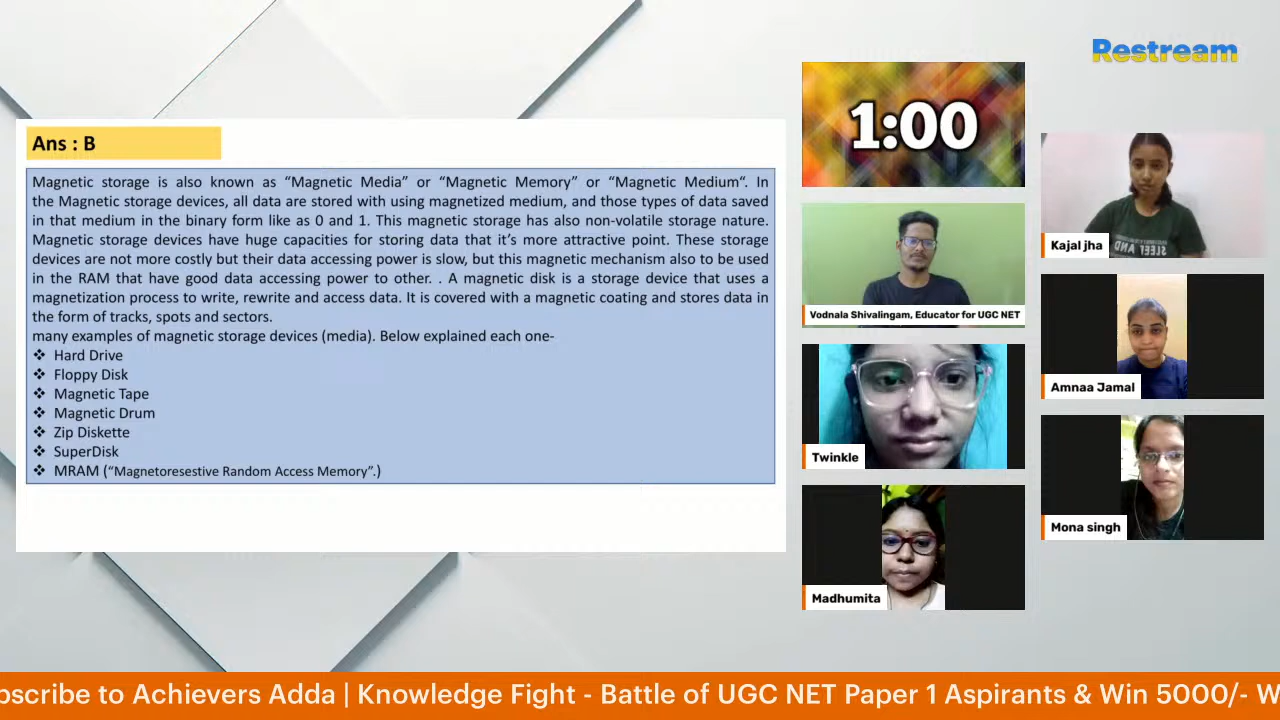 Restream
1:00
Ans : B
Magnetic storage is also known as “Magnetic Media” or “Magnetic Memory” or “Magnetic Medium“. In
the Magnetic storage devices, all data are stored with using magnetized medium, and those types of data saved
in that medium in the binary form like as 0 and 1. This magnetic storage has also non-volatile storage nature.
Magnetic storage devices have huge capacities for storing data that it’s more attractive point. These storage
devices are not more costly but their data accessing power is slow, but this magnetic mechanism also to be used
in the RAM that have good data accessing power to other. . A magnetic disk is a storage device that uses a
magnetization process to write, rewrite and access data. It is covered with a magnetic coating and stores data in
the form of tracks, spots and sectors.
many examples of magnetic storage devices (media). Below explained each one-
❖ Hard Drive
❖ Floppy Disk
❖ Magnetic Tape
❖ Magnetic Drum
❖ Zip Diskette
❖ SuperDisk
❖ MRAM (“Magnetoresestive Random Access Memory”.)
Kajal jha
Vodnala Shivalingam, Educator for UGC NET
Amnaa Jamal
Twinkle
Mona singh
Madhumita
bscribe to Achievers Adda | Knowledge Fight - Battle of UGC NET Paper 1 Aspirants & Win 5000/- W